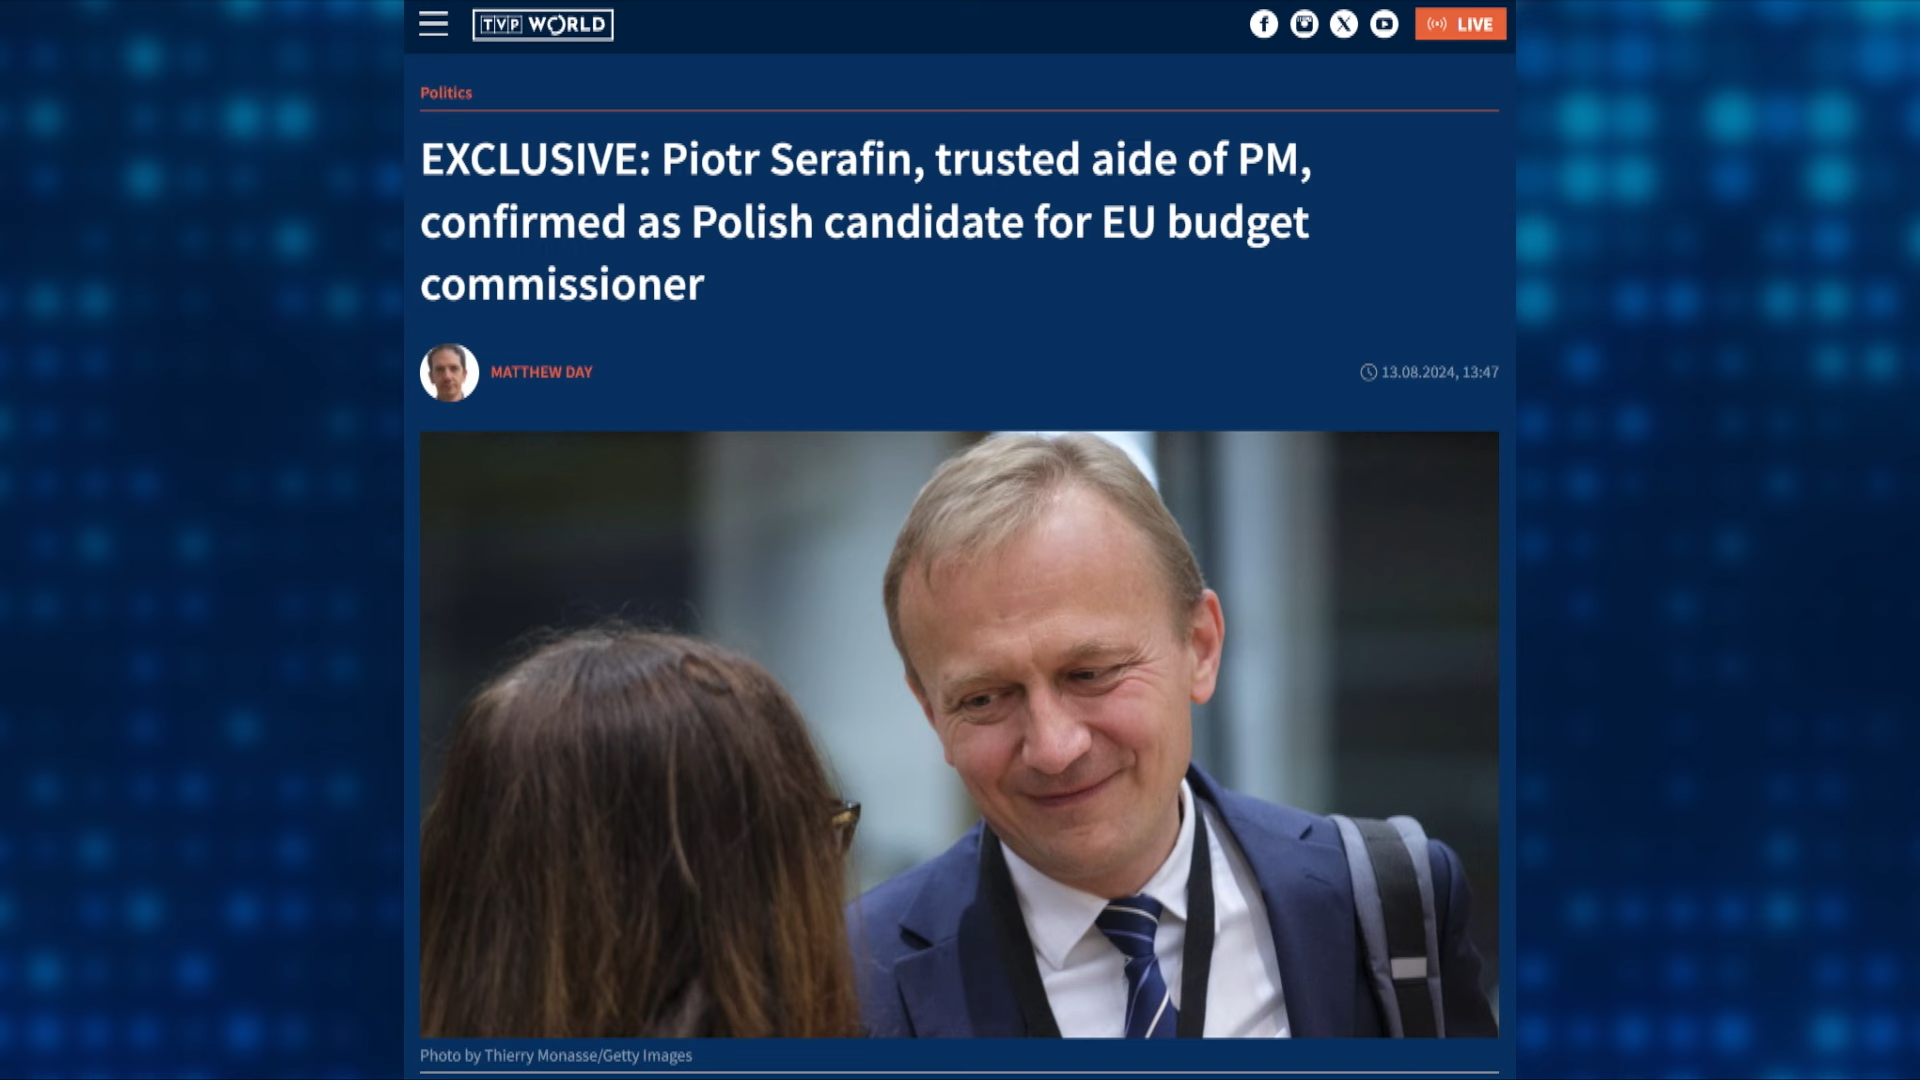 TVP WORLD
LIVE
Politics
EXCLUSIVE: Piotr Serafin, trusted aide of PM,
confirmed as Polish candidate for EU budget
commissioner
MATTHEW DAY
13.08.2024, 13:47
Photo by Thierry Monasse/Getty Images